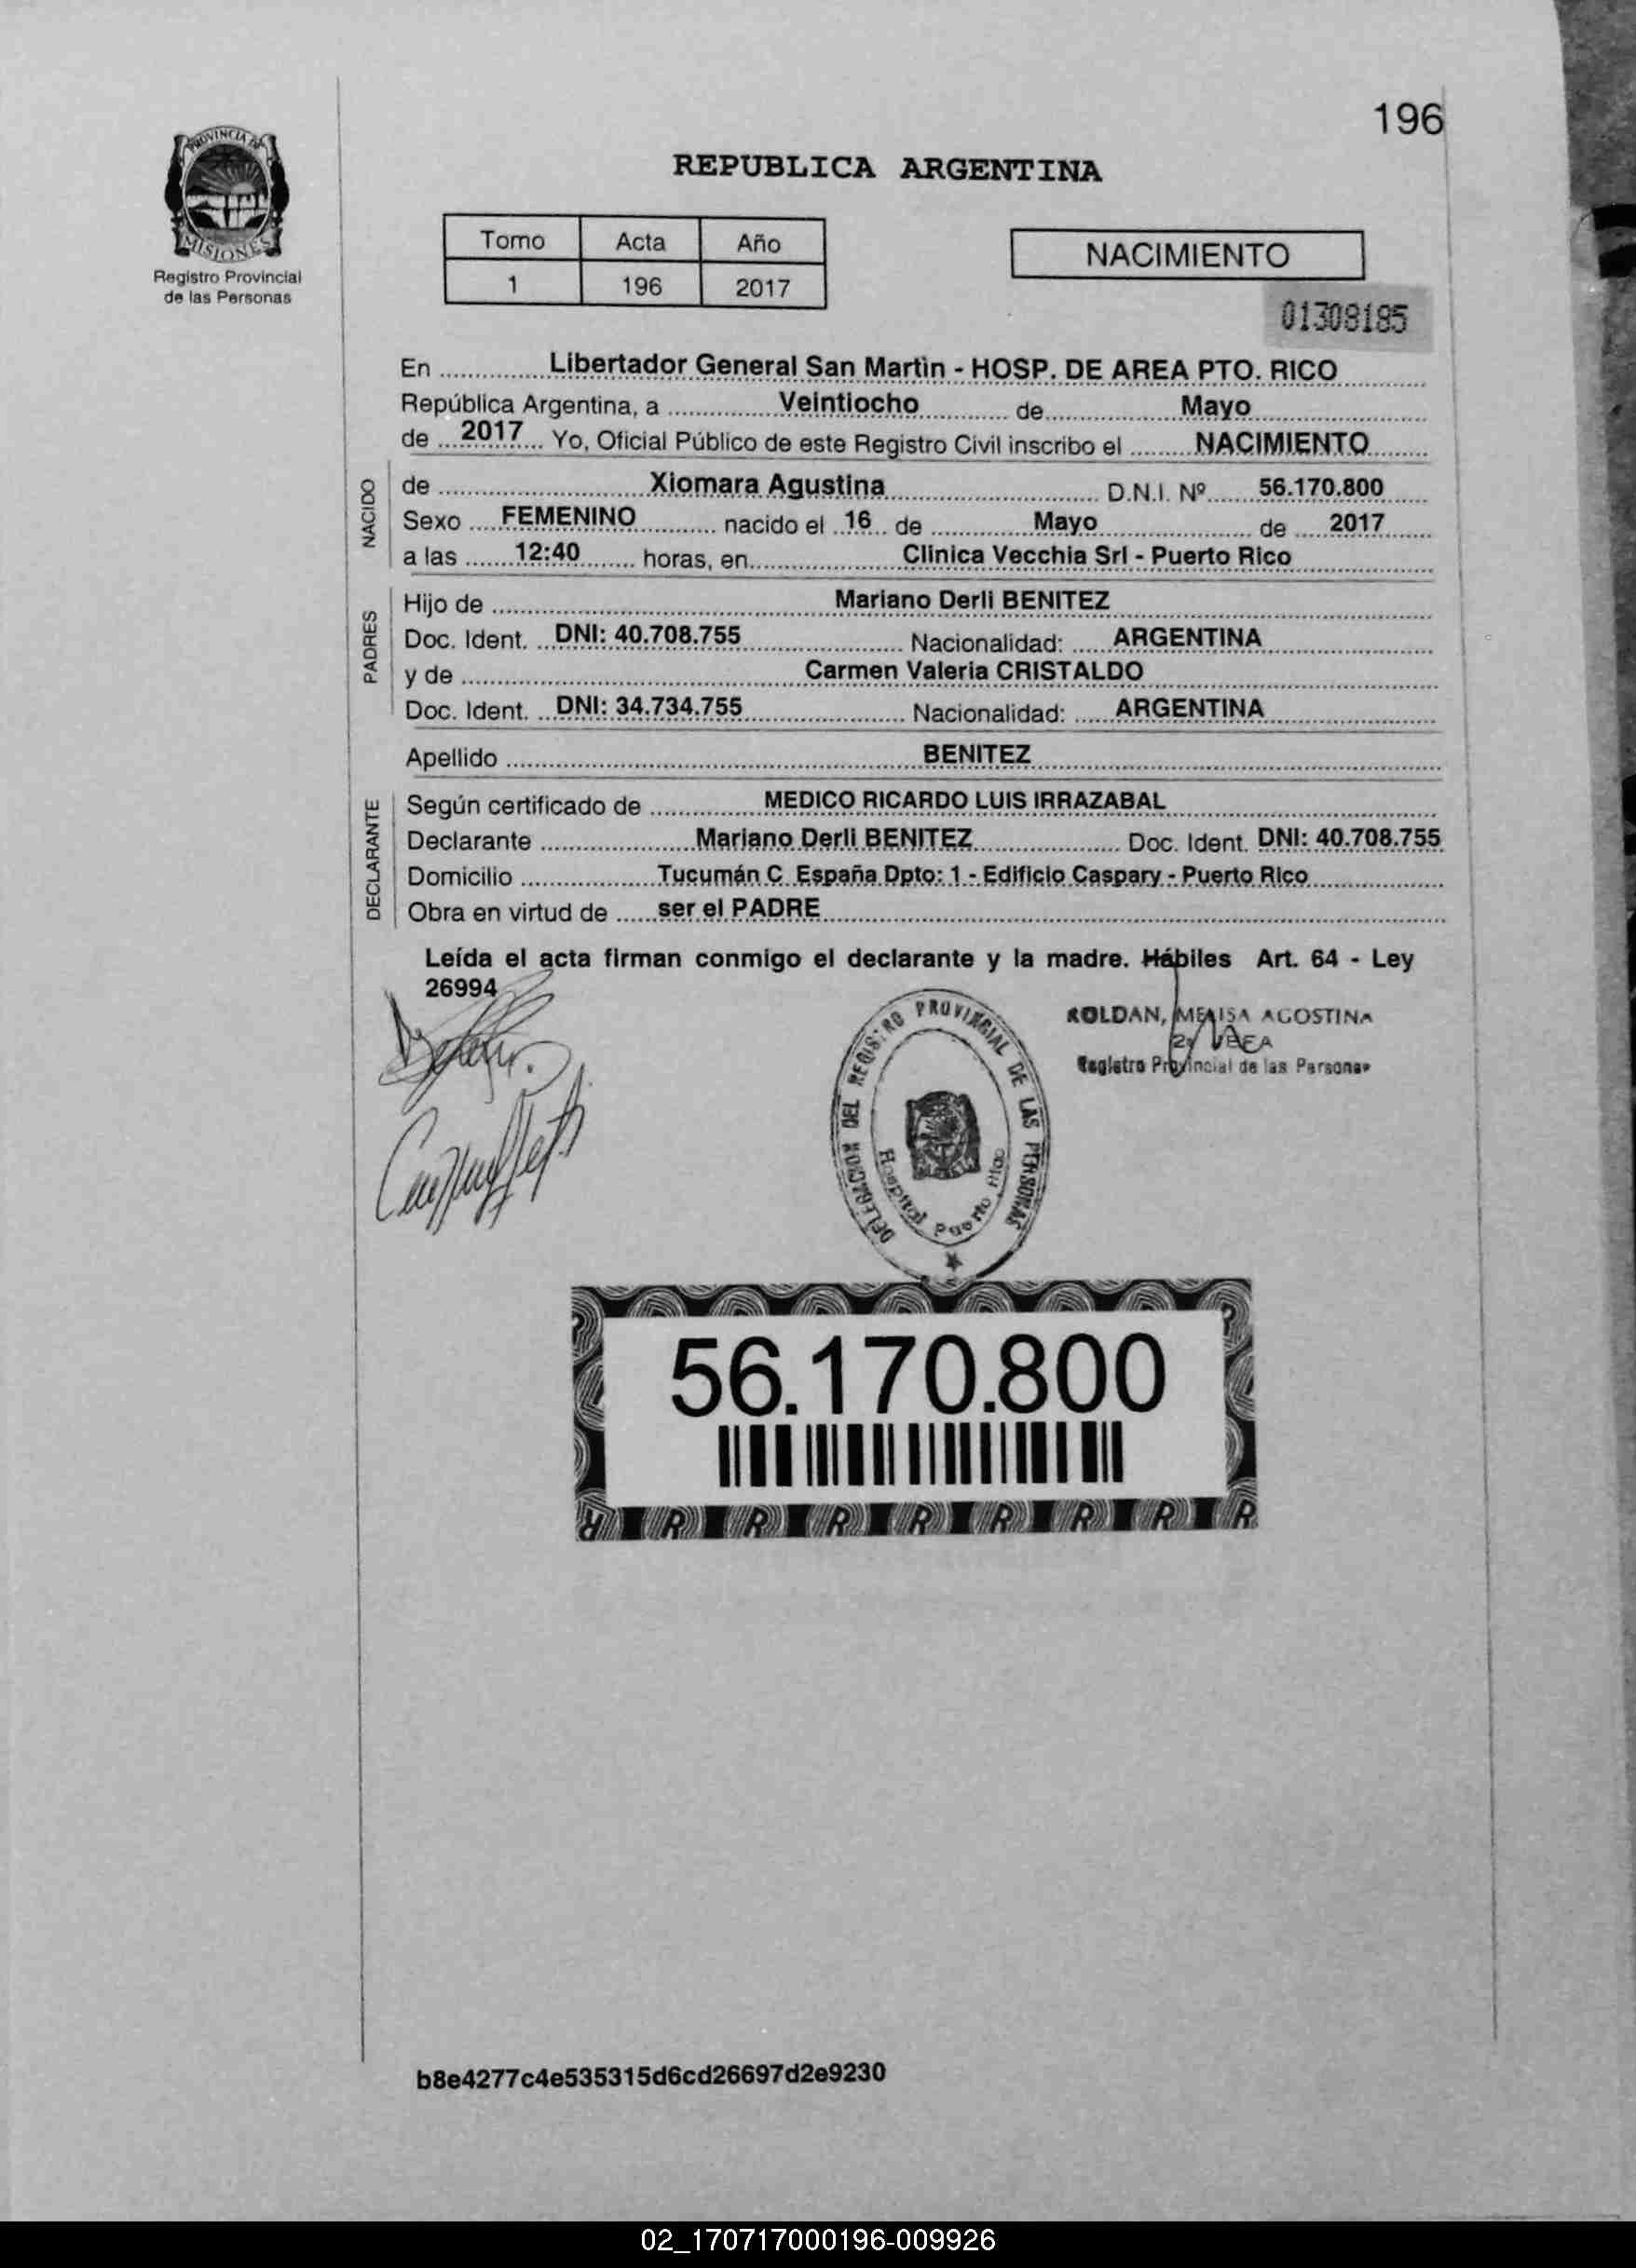 196
PROVINCIA DE
MISIONES
Registro Provincial
de las Personas
REPUBLICA ARGENTINA
Tomo Acta Año
1 196 2017
NACIMIENTO
01308185
En Libertador General San Martin - HOSP. DE AREA PTO. RICO
República Argentina, a Veintiocho de Mayo
de 2017 Yo, Oficial Público de este Registro Civil inscribo el NACIMIENTO
NACIDO
de Xiomara Agustina D.N.I. Nº 56.170.800
Sexo FEMENINO nacido el 16 de Mayo de 2017
a las 12:40 horas, en Clinica Vecchia Srl - Puerto Rico
PADRES
Hijo de Mariano Derli BENITEZ
Doc. Ident. DNI: 40.708.755 Nacionalidad: ARGENTINA
y de Carmen Valeria CRISTALDO
Doc. Ident. DNI: 34.734.755 Nacionalidad: ARGENTINA
Apellido BENITEZ
DECLARANTE
Según certificado de MEDICO RICARDO LUIS IRRAZABAL
Declarante Mariano Derli BENITEZ Doc. Ident. DNI: 40.708.755
Domicilio Tucumán C España Dpto: 1 - Edificio Caspary - Puerto Rico
Obra en virtud de ser el PADRE
Leída el acta firman conmigo el declarante y la madre. Hábiles Art. 64 - Ley
26994
ROLDAN, MELISA AGOSTINA
Registro Provincial de las Personas
DELEGACION DEL REGISTRO PROVINCIAL DE LAS PERSONAS
Hospital Puerto Rico
56.170.800
R R R R R R R R R
b8e4277c4e535315d6cd26697d2e9230
02_170717000196-009926